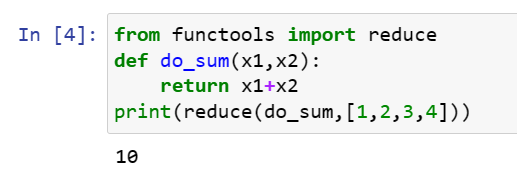 In [4]: from functools import reduce
def do_sum(x1,x2):
    return x1+x2
print(reduce(do_sum,[1,2,3,4]))
10